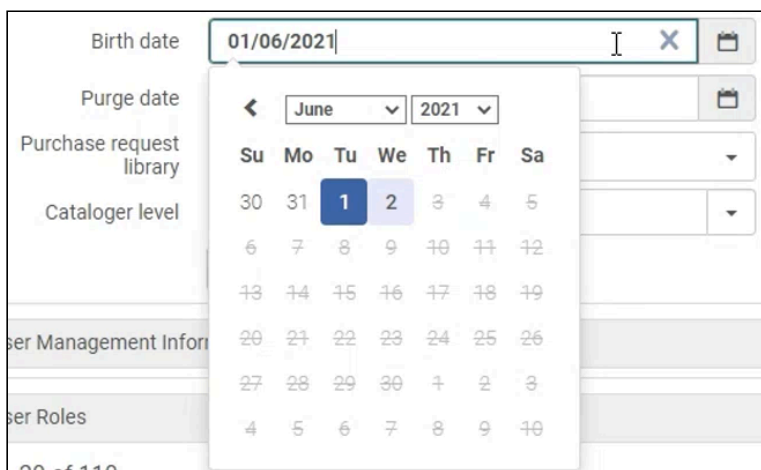 Birth date
01/06/2021
Purge date
June 2021
Purchase request
library
Su Mo Tu We Th Fr Sa
Cataloger level
30 31 1 2 3 4 5
6 7 8 9 10 11 12
13 14 15 16 17 18 19
ser Management Infor
20 21 22 23 24 25 26
27 28 29 30 1 2 3
ser Roles
4 5 6 7 8 9 10